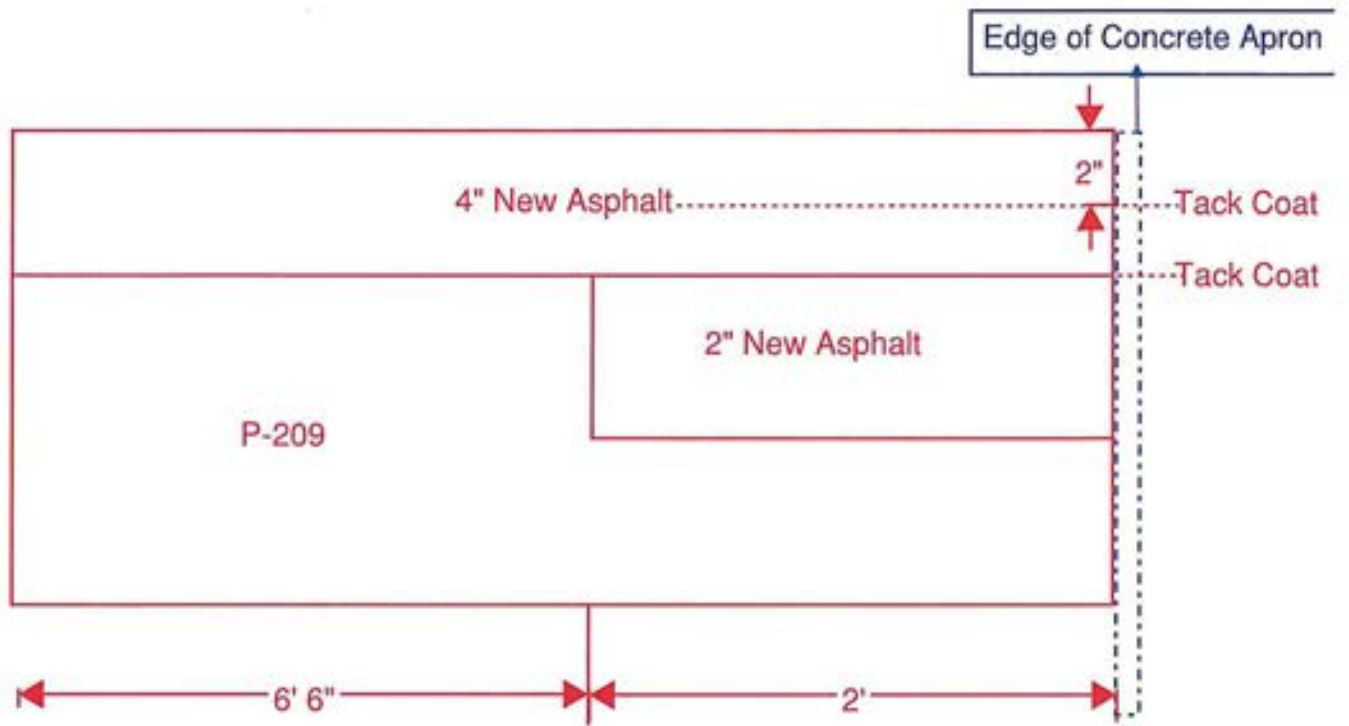 Edge of Concrete Apron
2"
4" New Asphalt
Tack Coat
Tack Coat
2" New Asphalt
P-209
6' 6"
2'